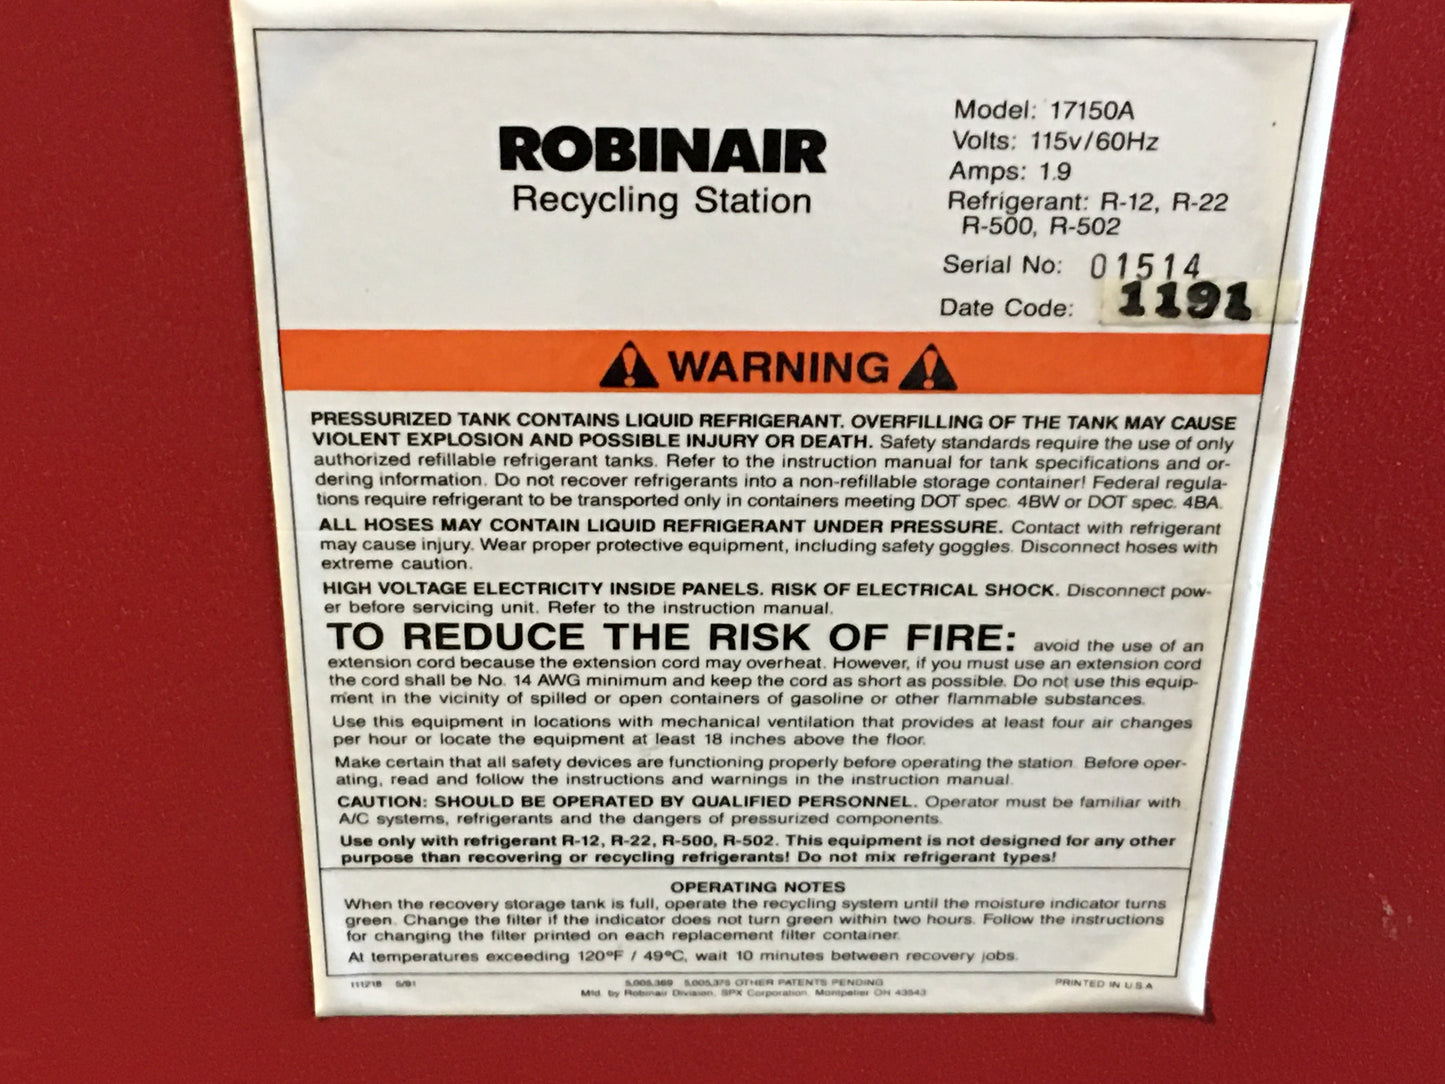 ROBINAIR
Recycling Station
Model: 17150A
Volts: 115v/60Hz
Amps: 1.9
Refrigerant: R-12, R-22
R-500, R-502
Serial No: 01514
Date Code: 1191
WARNING
PRESSURIZED TANK CONTAINS LIQUID REFRIGERANT. OVERFILLING OF THE TANK MAY CAUSE
VIOLENT EXPLOSION AND POSSIBLE INJURY OR DEATH. Safety standards require the use of only
authorized refillable refrigerant tanks. Refer to the instruction manual for tank specifications and or-
dering information. Do not recover refrigerants into a non-refillable storage container! Federal regula-
tions require refrigerant to be transported only in containers meeting DOT spec. 4BW or DOT spec. 4BA.
ALL HOSES MAY CONTAIN LIQUID REFRIGERANT UNDER PRESSURE. Contact with refrigerant
may cause injury. Wear proper protective equipment, including safety goggles. Disconnect hoses with
extreme caution.
HIGH VOLTAGE ELECTRICITY INSIDE PANELS. RISK OF ELECTRICAL SHOCK. Disconnect pow-
er before servicing unit. Refer to the instruction manual.
TO REDUCE THE RISK OF FIRE: avoid the use of an
extension cord because the extension cord may overheat. However, if you must use an extension cord
the cord shall be No. 14 AWG minimum and keep the cord as short as possible. Do not use this equip-
ment in the vicinity of spilled or open containers of gasoline or other flammable substances.
Use this equipment in locations with mechanical ventilation that provides at least four air changes
per hour or locate the equipment at least 18 inches above the floor.
Make certain that all safety devices are functioning properly before operating the station. Before oper-
ating, read and follow the instructions and warnings in the instruction manual.
CAUTION: SHOULD BE OPERATED BY QUALIFIED PERSONNEL. Operator must be familiar with
A/C systems, refrigerants and the dangers of pressurized components.
Use only with refrigerant R-12, R-22, R-500, R-502. This equipment is not designed for any other
purpose than recovering or recycling refrigerants! Do not mix refrigerant types!
OPERATING NOTES
When the recovery storage tank is full, operate the recycling system until the moisture indicator turns
green. Change the filter if the indicator does not turn green within two hours. Follow the instructions
for changing the filter printed on each replacement filter container.
At temperatures exceeding 120°F / 49°C, wait 10 minutes between recovery jobs.
111218 5/91 5,005,369 5,005,375 OTHER PATENTS PENDING PRINTED IN U.S.A.
Mfd. by Robinair Division, SPX Corporation, Montpelier OH 43543